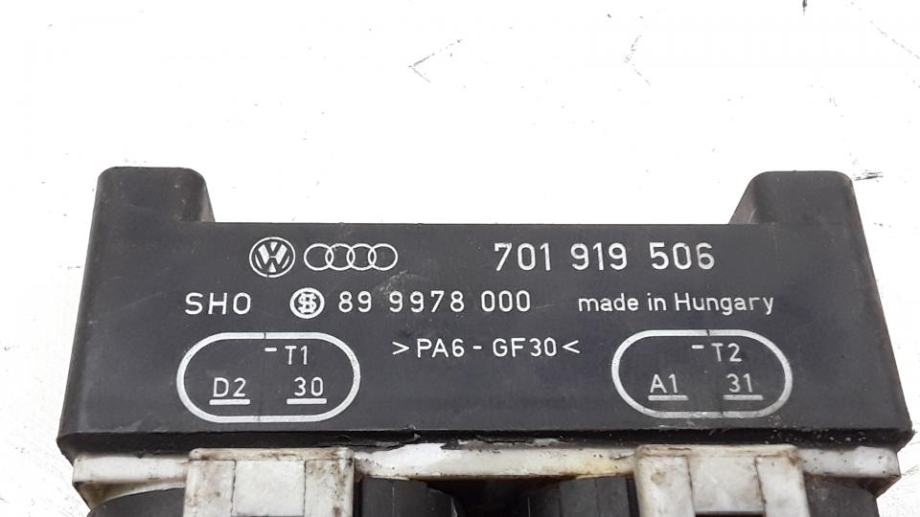 701 919 506
SHO 89 9978 000 made in Hungary
>PA6-GF30<
-T1
D2 30
-T2
A1 31